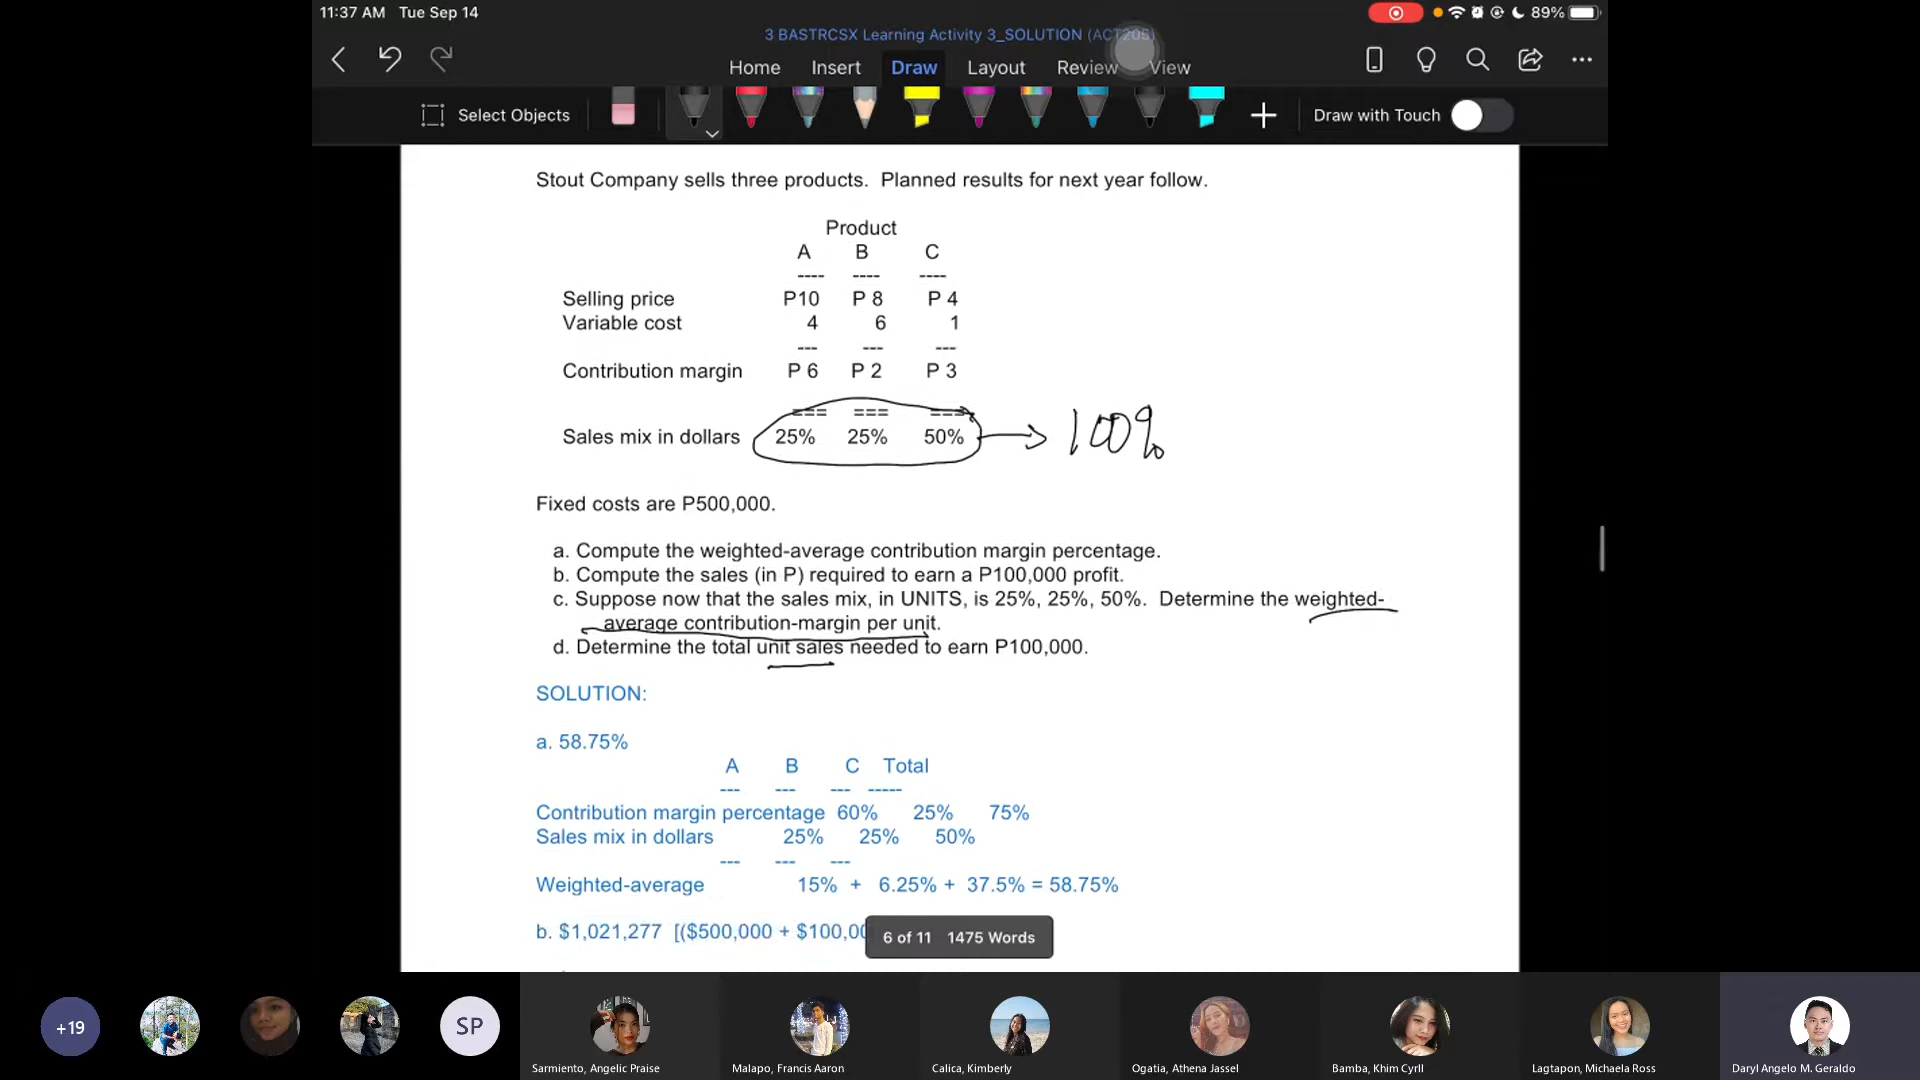 11:37 AM Tue Sep 14
89%
3 BASTRCSX Learning Activity 3_SOLUTION (ACT205)
Home Insert Draw Layout Review View
Select Objects
Draw with Touch
Stout Company sells three products. Planned results for next year follow.
Product
A B C
---- ---- ----
Selling price P10 P 8 P 4
Variable cost 4 6 1
--- --- ---
Contribution margin P 6 P 2 P 3
=== === ===
Sales mix in dollars 25% 25% 50% 100%
Fixed costs are P500,000.
a. Compute the weighted-average contribution margin percentage.
b. Compute the sales (in P) required to earn a P100,000 profit.
c. Suppose now that the sales mix, in UNITS, is 25%, 25%, 50%. Determine the weighted-
average contribution-margin per unit.
d. Determine the total unit sales needed to earn P100,000.
SOLUTION:
a. 58.75%
A B C Total
--- --- --- -----
Contribution margin percentage 60% 25% 75%
Sales mix in dollars 25% 25% 50%
--- --- ---
Weighted-average 15% + 6.25% + 37.5% = 58.75%
b. $1,021,277 [($500,000 + $100,00
6 of 11 1475 Words
+19
SP
Sarmiento, Angelic Praise
Malapo, Francis Aaron
Calica, Kimberly
Ogatia, Athena Jassel
Bamba, Khim Cyrll
Lagtapon, Michaela Ross
Daryl Angelo M. Geraldo